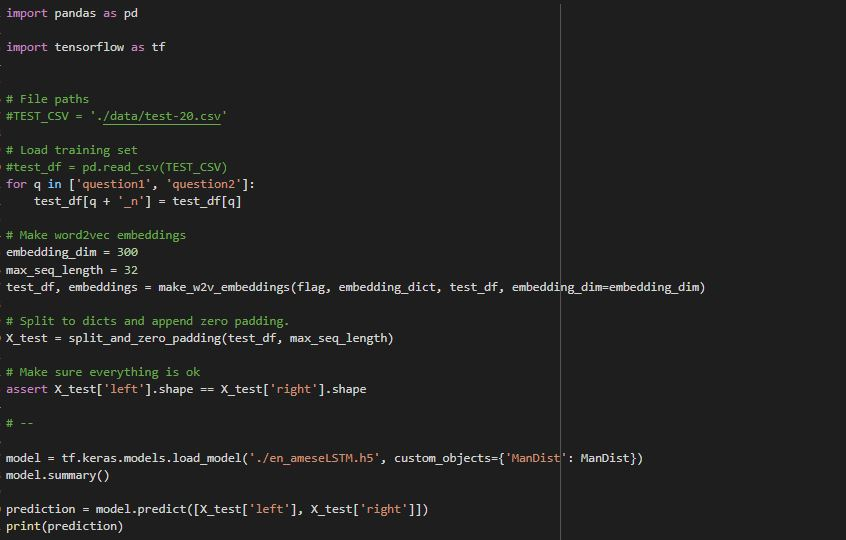 import pandas as pd
import tensorflow as tf
# File paths
#TEST_CSV = './data/test-20.csv'
# Load training set
#test_df = pd.read_csv(TEST_CSV)
for q in ['question1', 'question2']:
    test_df[q + '_n'] = test_df[q]
# Make word2vec embeddings
embedding_dim = 300
max_seq_length = 32
test_df, embeddings = make_w2v_embeddings(flag, embedding_dict, test_df, embedding_dim=embedding_dim)
# Split to dicts and append zero padding.
X_test = split_and_zero_padding(test_df, max_seq_length)
# Make sure everything is ok
assert X_test['left'].shape == X_test['right'].shape
# --
model = tf.keras.models.load_model('./en_ameseLSTM.h5', custom_objects={'ManDist': ManDist})
model.summary()
prediction = model.predict([X_test['left'], X_test['right']])
print(prediction)